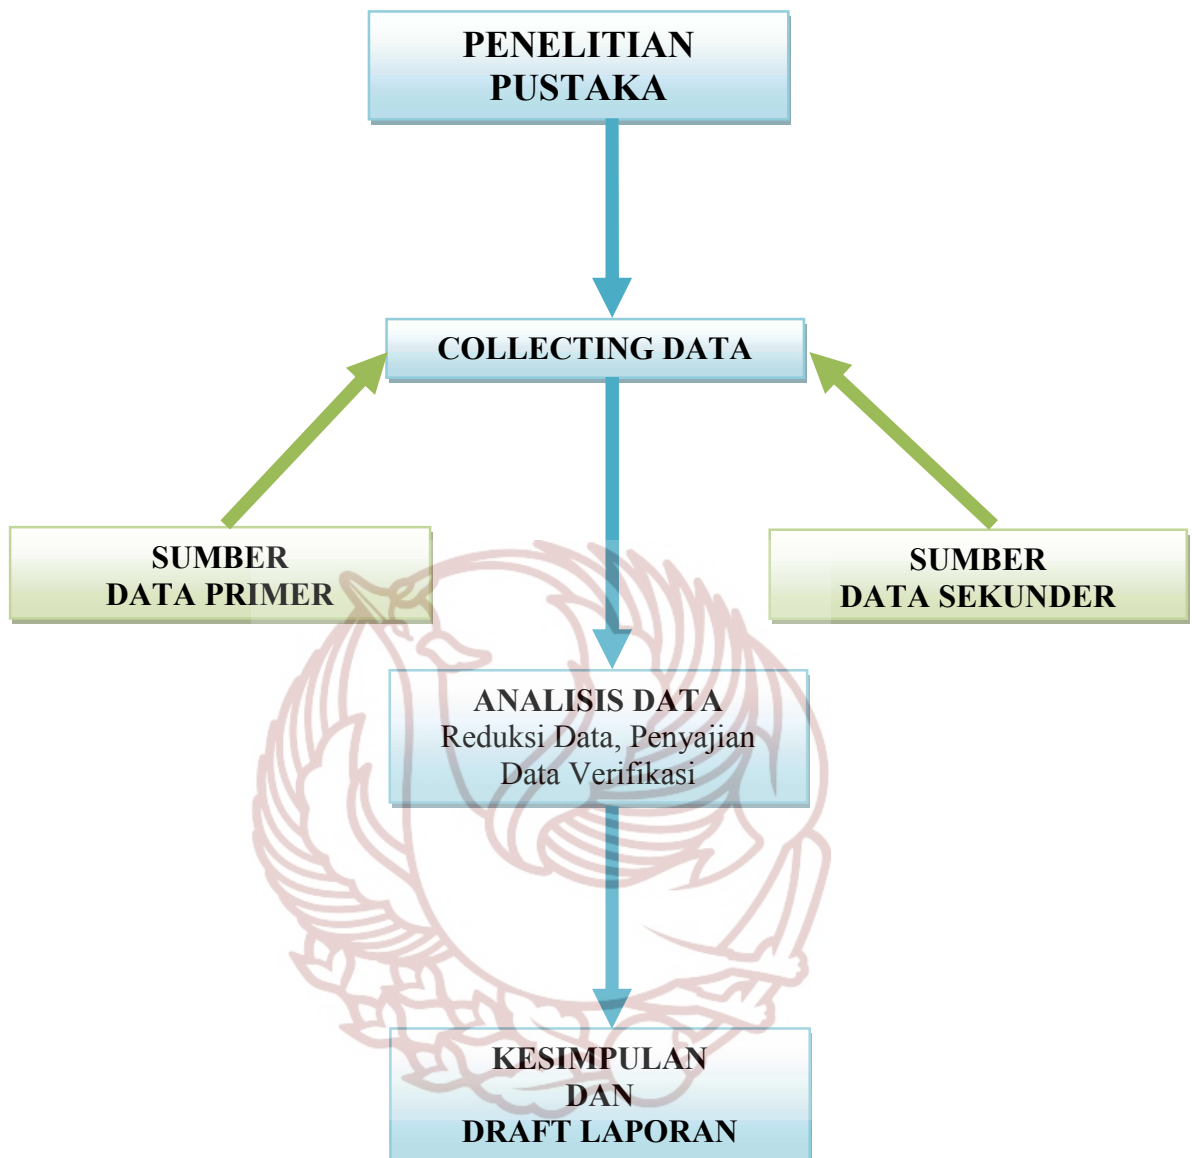 PENELITIAN
PUSTAKA
COLLECTING DATA
SUMBER
DATA PRIMER
SUMBER
DATA SEKUNDER
ANALISIS DATA
Reduksi Data, Penyajian
Data Verifikasi
KESIMPULAN
DAN
DRAFT LAPORAN